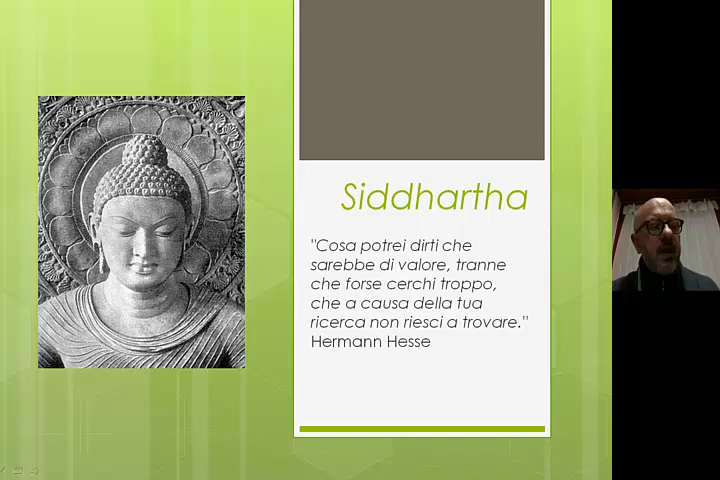 Siddhartha
"Cosa potrei dirti che
sarebbe di valore, tranne
che forse cerchi troppo,
che a causa della tua
ricerca non riesci a trovare."
Hermann Hesse